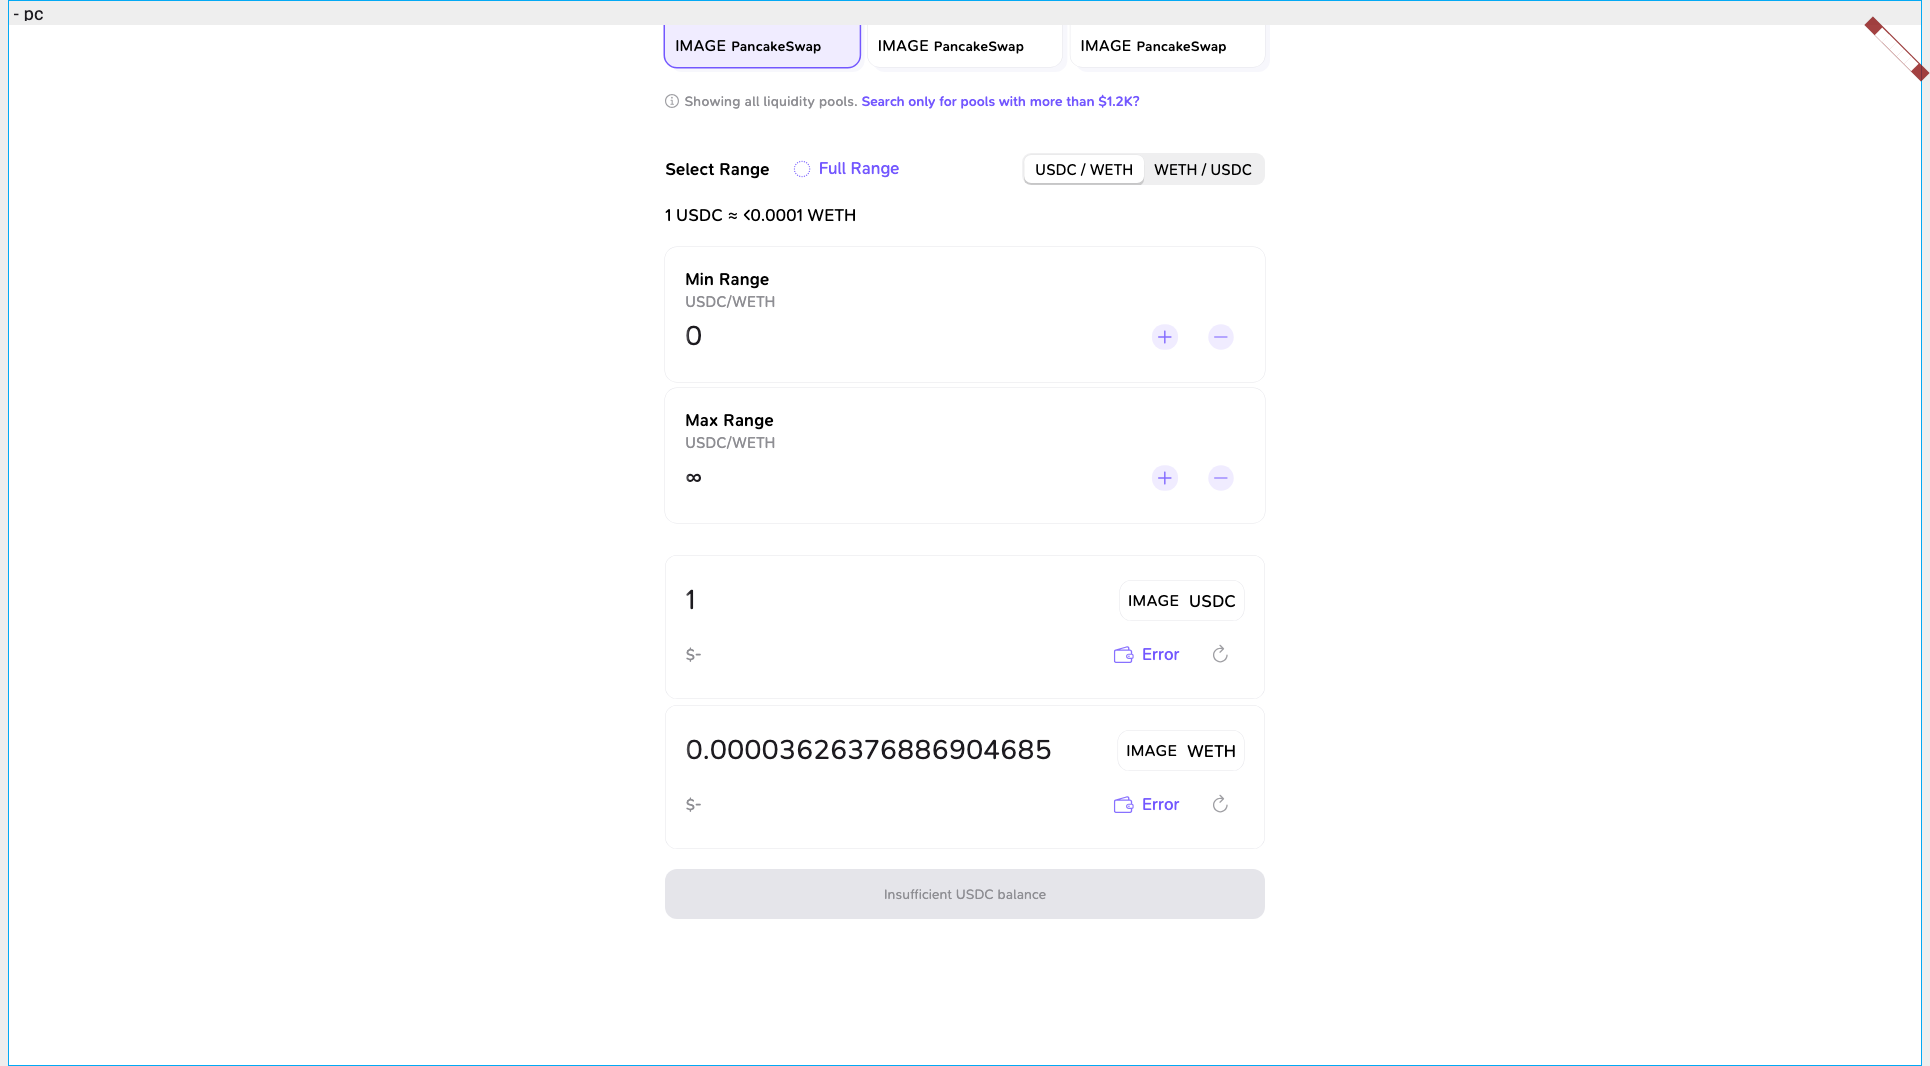 - pc
IMAGE PancakeSwap IMAGE PancakeSwap IMAGE PancakeSwap
Showing all liquidity pools. Search only for pools with more than $1.2K?
Select Range Full Range USDC / WETH WETH / USDC
1 USDC ≈ <0.0001 WETH
Min Range
USDC/WETH
0
Max Range
USDC/WETH
∞
1 IMAGE USDC
$- Error
0.00003626376886904685 IMAGE WETH
$- Error
Insufficient USDC balance